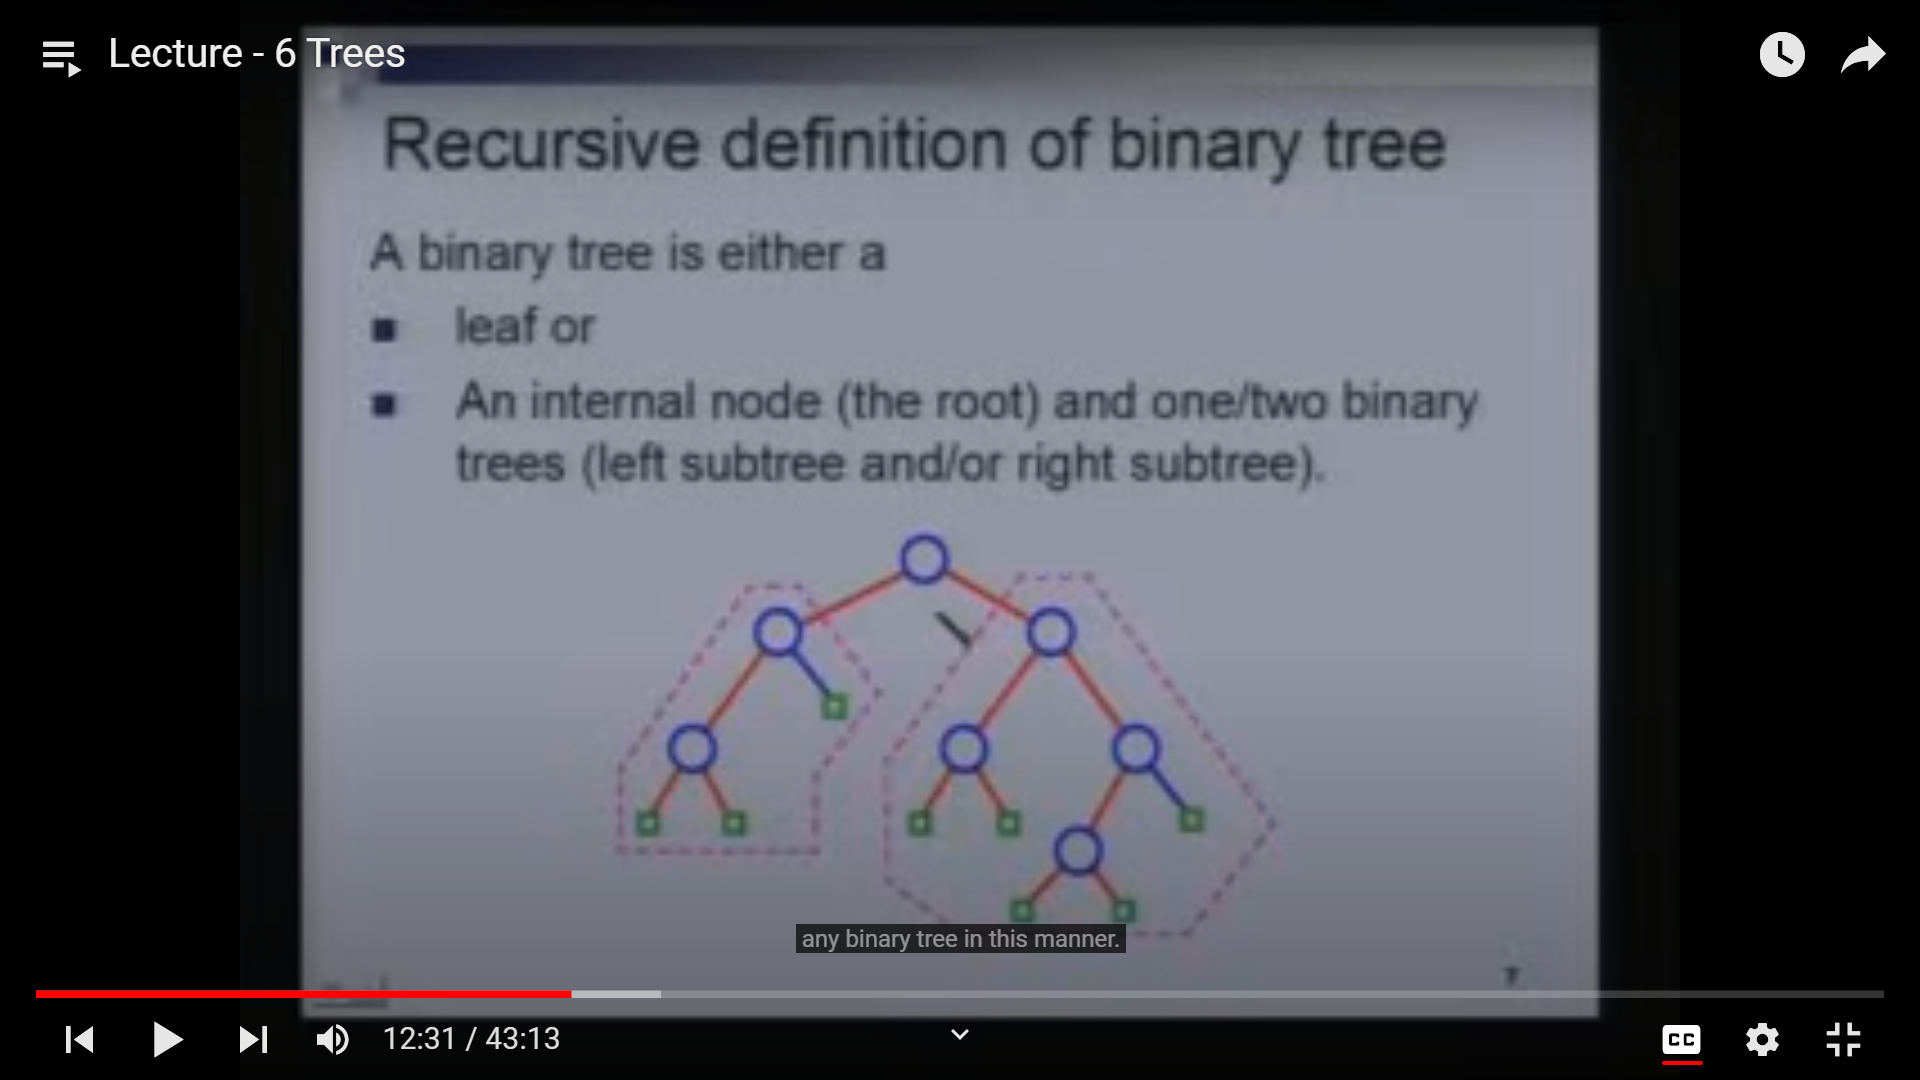 Lecture - 6 Trees
Recursive definition of binary tree
A binary tree is either a
leaf or
An internal node (the root) and one/two binary
trees (left subtree and/or right subtree).
any binary tree in this manner.
12:31 / 43:13
CC